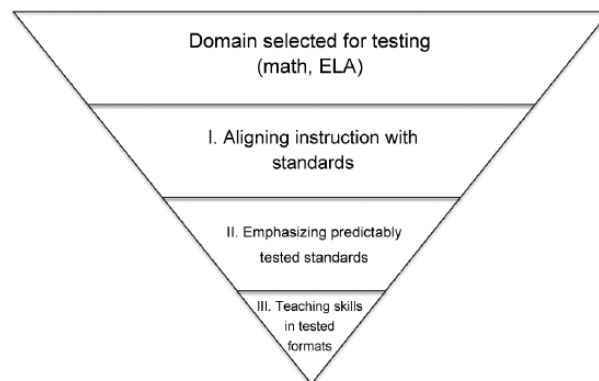 Domain selected for testing
(math, ELA)
I. Aligning instruction with
standards
II. Emphasizing predictably
tested standards
III. Teaching skills
in tested
formats